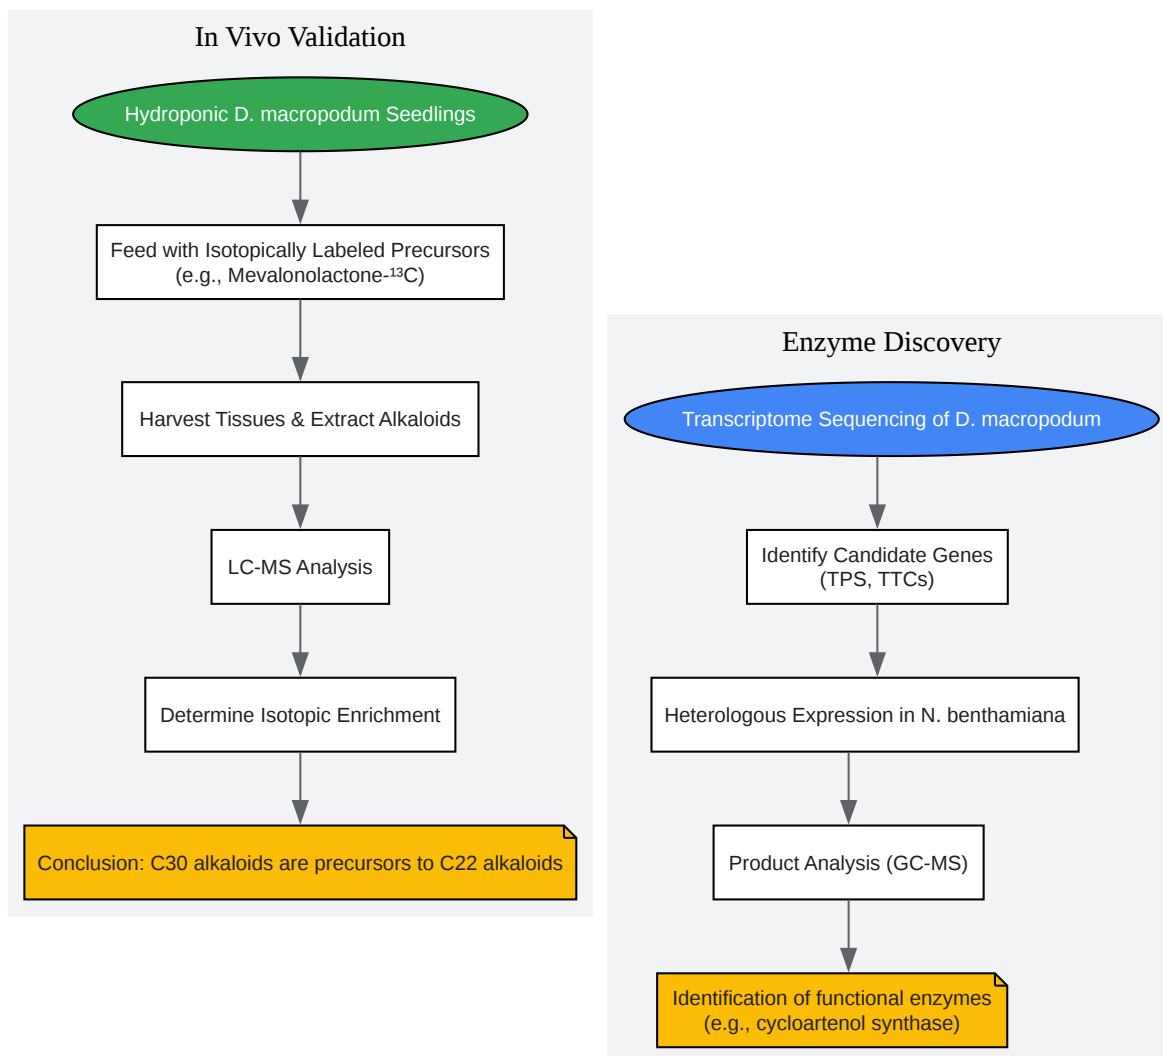 In Vivo Validation
Hydroponic D. macropodum Seedlings
Feed with Isotopically Labeled Precursors
(e.g., Mevalonolactone-¹³C)
Harvest Tissues & Extract Alkaloids
LC-MS Analysis
Determine Isotopic Enrichment
Conclusion: C30 alkaloids are precursors to C22 alkaloids
Enzyme Discovery
Transcriptome Sequencing of D. macropodum
Identify Candidate Genes
(TPS, TTCs)
Heterologous Expression in N. benthamiana
Product Analysis (GC-MS)
Identification of functional enzymes
(e.g., cycloartenol synthase)